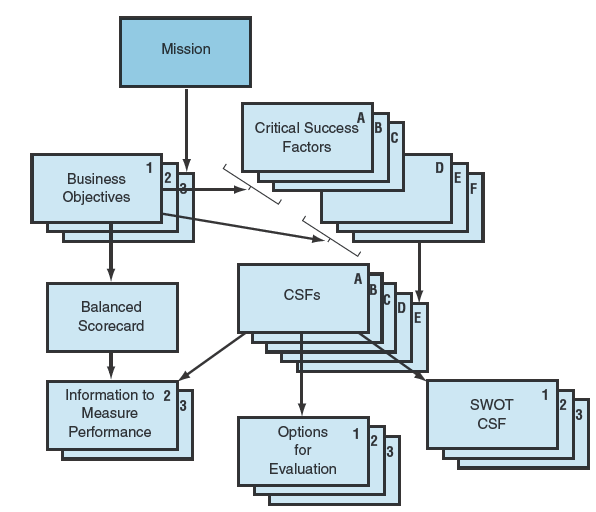 Mission
Critical Success
Factors
A
B
C
D
E
F
Business
Objectives
1
2
3
CSFs
A
B
C
D
E
Balanced
Scorecard
Information to
Measure
Performance
2
3
Options
for
Evaluation
1
2
3
SWOT
CSF
1
2
3